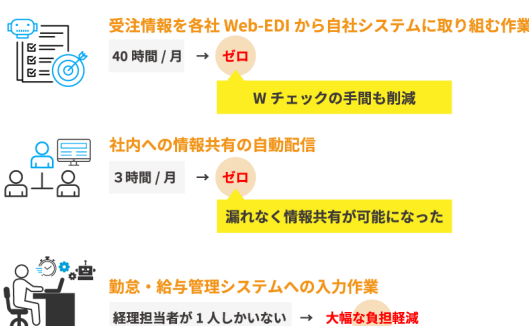 受注情報を各社 Web-EDI から自社システムに取り組む作業
40 時間 / 月 → ゼロ
W チェックの手間も削減
社内への情報共有の自動配信
3 時間 / 月 → ゼロ
漏れなく情報共有が可能になった
勤怠・給与管理システムへの入力作業
経理担当者が 1 人しかいない → 大幅な負担軽減